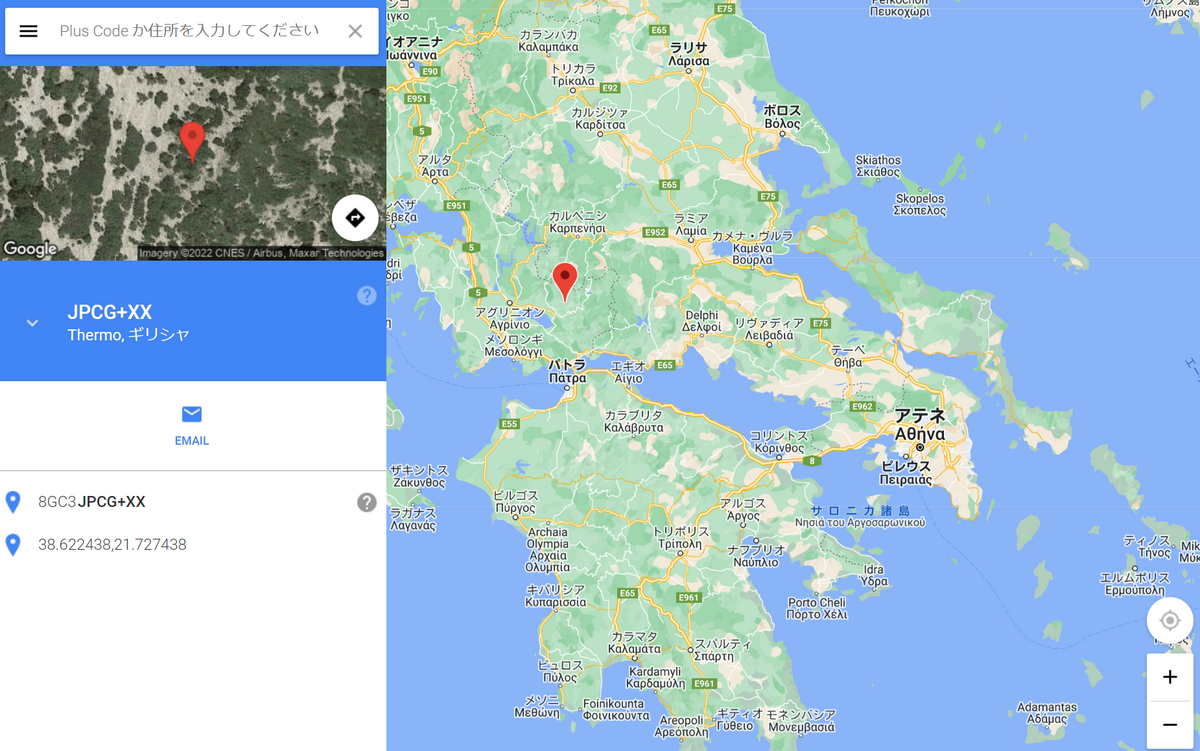 Plus Code か住所を入力してください
Google
Imagery ©2022 CNES / Airbus, Maxar Technologies
JPCG+XX
Thermo, ギリシャ
EMAIL
8GC3JPCG+XX
38.622438,21.727438
イオアニナ
Ιωάννινα
E90
E951
5
アルタ
Άρτα
E951
5
5
カランバカ
Καλαμπάκα
トリカラ
Τρίκαλα
E92
カルジツァ
Καρδίτσα
E65
E75
ラリサ
Λάρισα
ボロス
Βόλος
E65
E75
Skiathos
Σκιάθος
Skopelos
Σκόπελος
Πευκοχώρι
Λήμνος
カルペニシ
Καρπενήσι
E952
ラミア
Λαμία
カメナ・ヴルラ
Καμένα
Βούρλα
アグリニオン
Αγρίνιο
メソロンギ
Μεσολόγγι
Delphi
Δελφοί
リヴァディア
Λειβαδιά
E75
テーベ
Θήβα
パトラ
Πάτρα
エギオ
Αίγιο
E65
E962
アテネ
Αθήνα
ピレウス
Πειραιάς
E55
カラブリタ
Καλάβρυτα
コリントス
Κόρινθος
8
ザキントス
Ζάκυνθος
ラガナス
Λαγανάς
ピルゴス
Πύργος
Archaia
Olympia
Αρχαία
Ολυμπία
アルゴス
Άργος
サロニカ諸島
Νησιά του Αργοσαρωνικού
トリポリス
Τρίπολη
ナフプリオ
Ναύπλιο
Idra
Ύδρα
Porto Cheli
Πόρτο Χέλι
キパリシア
Κυπαρισσία
E65
E961
カラマタ
Καλαμάτα
スパルティ
Σπάρτη
ピュロス
Πύλος
Kardamyli
Καρδαμύλη
E961
メソニ
Μεθώνη
Foinikounta
Φοινικούντα
Areopoli
Αρεόπολη
ギティオ
Γύθειο
モネンバシア
Μονεμβασιά
ティノス
Τήνος
エルムポリス
Ερμούπολη
Adamantas
Αδάμας
+
−